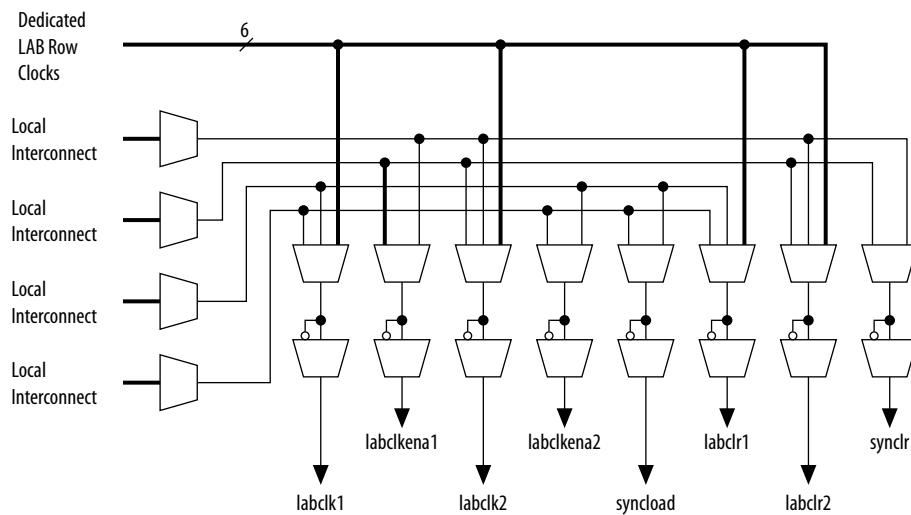 Dedicated
LAB Row
Clocks
6
Local
Interconnect
Local
Interconnect
Local
Interconnect
Local
Interconnect
labclkena1
labclkena2
labclr1
synclr
labclk1
labclk2
syncload
labclr2